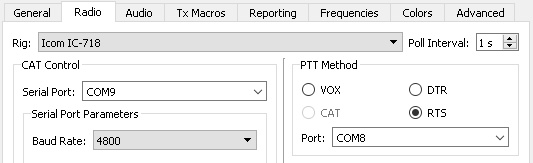 General Radio Audio Tx Macros Reporting Frequencies Colors Advanced
Rig: Icom IC-718 Poll Interval: 1 s
CAT Control
Serial Port: COM9
Serial Port Parameters
Baud Rate: 4800
PTT Method
VOX DTR
CAT RTS
Port: COM8